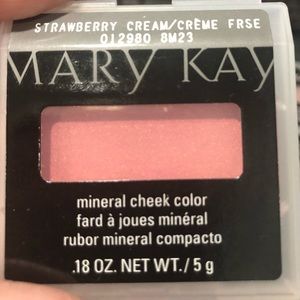 STRAWBERRY CREAM/CRÈME FRSE
012980 8M23
MARY KAY
mineral cheek color
fard à joues minéral
rubor mineral compacto
.18 OZ. NET WT./5 g